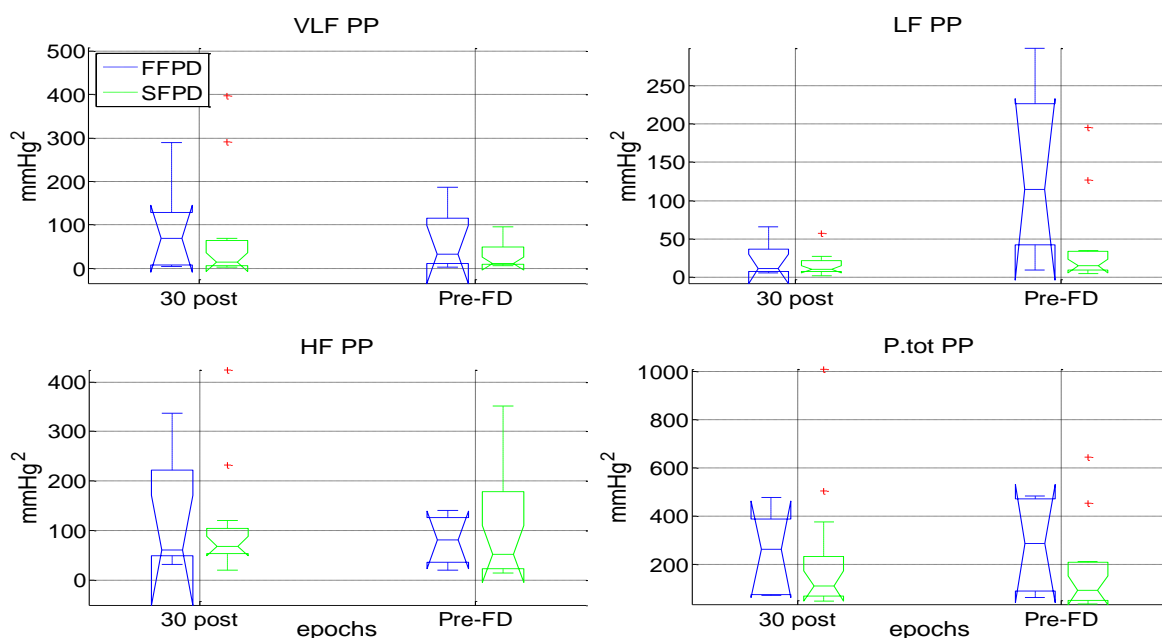 VLF PP
500
400
300
200
100
0
mmHg2
FFPD
SFPD
30 post
Pre-FD
LF PP
250
200
150
100
50
0
mmHg2
30 post
Pre-FD
HF PP
400
300
200
100
0
mmHg2
30 post
epochs
Pre-FD
P.tot PP
1000
800
600
400
200
mmHg2
30 post
epochs
Pre-FD